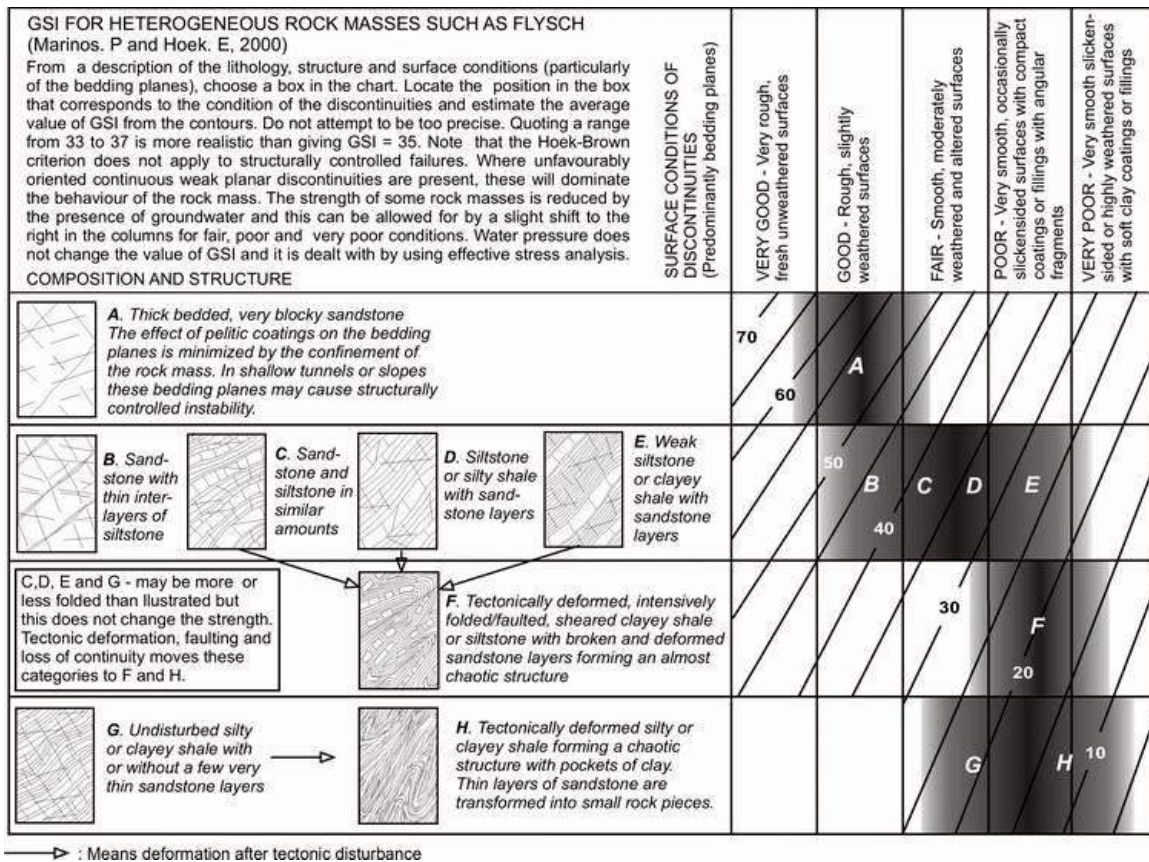 GSI FOR HETEROGENEOUS ROCK MASSES SUCH AS FLYSCH
(Marinos. P and Hoek. E, 2000)
From a description of the lithology, structure and surface conditions (particularly
of the bedding planes), choose a box in the chart. Locate the position in the box
that corresponds to the condition of the discontinuities and estimate the average
value of GSI from the contours. Do not attempt to be too precise. Quoting a range
from 33 to 37 is more realistic than giving GSI = 35. Note that the Hoek-Brown
criterion does not apply to structurally controlled failures. Where unfavourably
oriented continuous weak planar discontinuities are present, these will dominate
the behaviour of the rock mass. The strength of some rock masses is reduced by
the presence of groundwater and this can be allowed for by a slight shift to the
right in the columns for fair, poor and very poor conditions. Water pressure does
not change the value of GSI and it is dealt with by using effective stress analysis.
COMPOSITION AND STRUCTURE
SURFACE CONDITIONS OF
DISCONTINUITIES
(Predominantly bedding planes)
VERY GOOD - Very rough,
fresh unweathered surfaces
GOOD - Rough, slightly
weathered surfaces
FAIR - Smooth, moderately
weathered and altered surfaces
POOR - Very smooth, occasionally
slickensided surfaces with compact
coatings or fillings with angular
fragments
VERY POOR - Very smooth slicken-
sided or highly weathered surfaces
with soft clay coatings or fillings
A. Thick bedded, very blocky sandstone
The effect of pelitic coatings on the bedding
planes is minimized by the confinement of
the rock mass. In shallow tunnels or slopes
these bedding planes may cause structurally
controlled instability.
70
60
A
B. Sand-
stone with
thin inter-
layers of
siltstone
C. Sand-
stone and
siltstone in
similar
amounts
D. Siltstone
or silty shale
with sand-
stone layers
E. Weak
siltstone
or clayey
shale with
sandstone
layers
50
B
C
D
E
40
C,D, E and G - may be more or
less folded than llustrated but
this does not change the strength.
Tectonic deformation, faulting and
loss of continuity moves these
categories to F and H.
F. Tectonically deformed, intensively
folded/faulted, sheared clayey shale
or siltstone with broken and deformed
sandstone layers forming an almost
chaotic structure
30
F
20
G. Undisturbed silty
or clayey shale with
or without a few very
thin sandstone layers
H. Tectonically deformed silty or
clayey shale forming a chaotic
structure with pockets of clay.
Thin layers of sandstone are
transformed into small rock pieces.
G
H
10
: Means deformation after tectonic disturbance